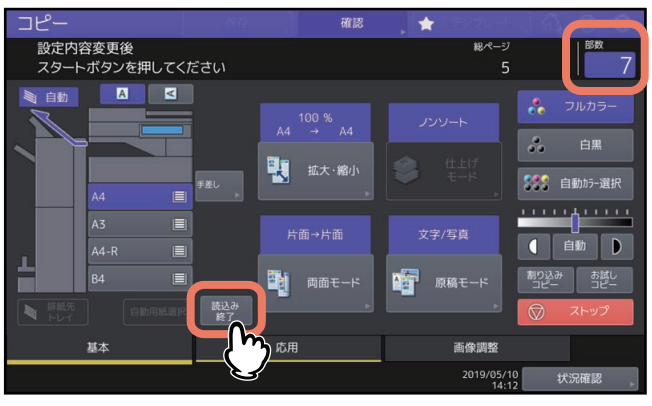 コピー
確認
設定内容変更後
スタートボタンを押してください
総ページ
5
部数
7
自動
A
A
100 %
A4 → A4
拡大・縮小
ノンソート
仕上げ
モード
フルカラー
白黒
自動カラー選択
手差し
A4
A3
A4-R
B4
片面→片面
両面モード
文字/写真
原稿モード
自動
割り込み
コピー
お試し
コピー
ストップ
排紙先
トレイ
自動用紙選択
読込み
終了
基本
応用
画像調整
2019/05/10
14:12
状況確認